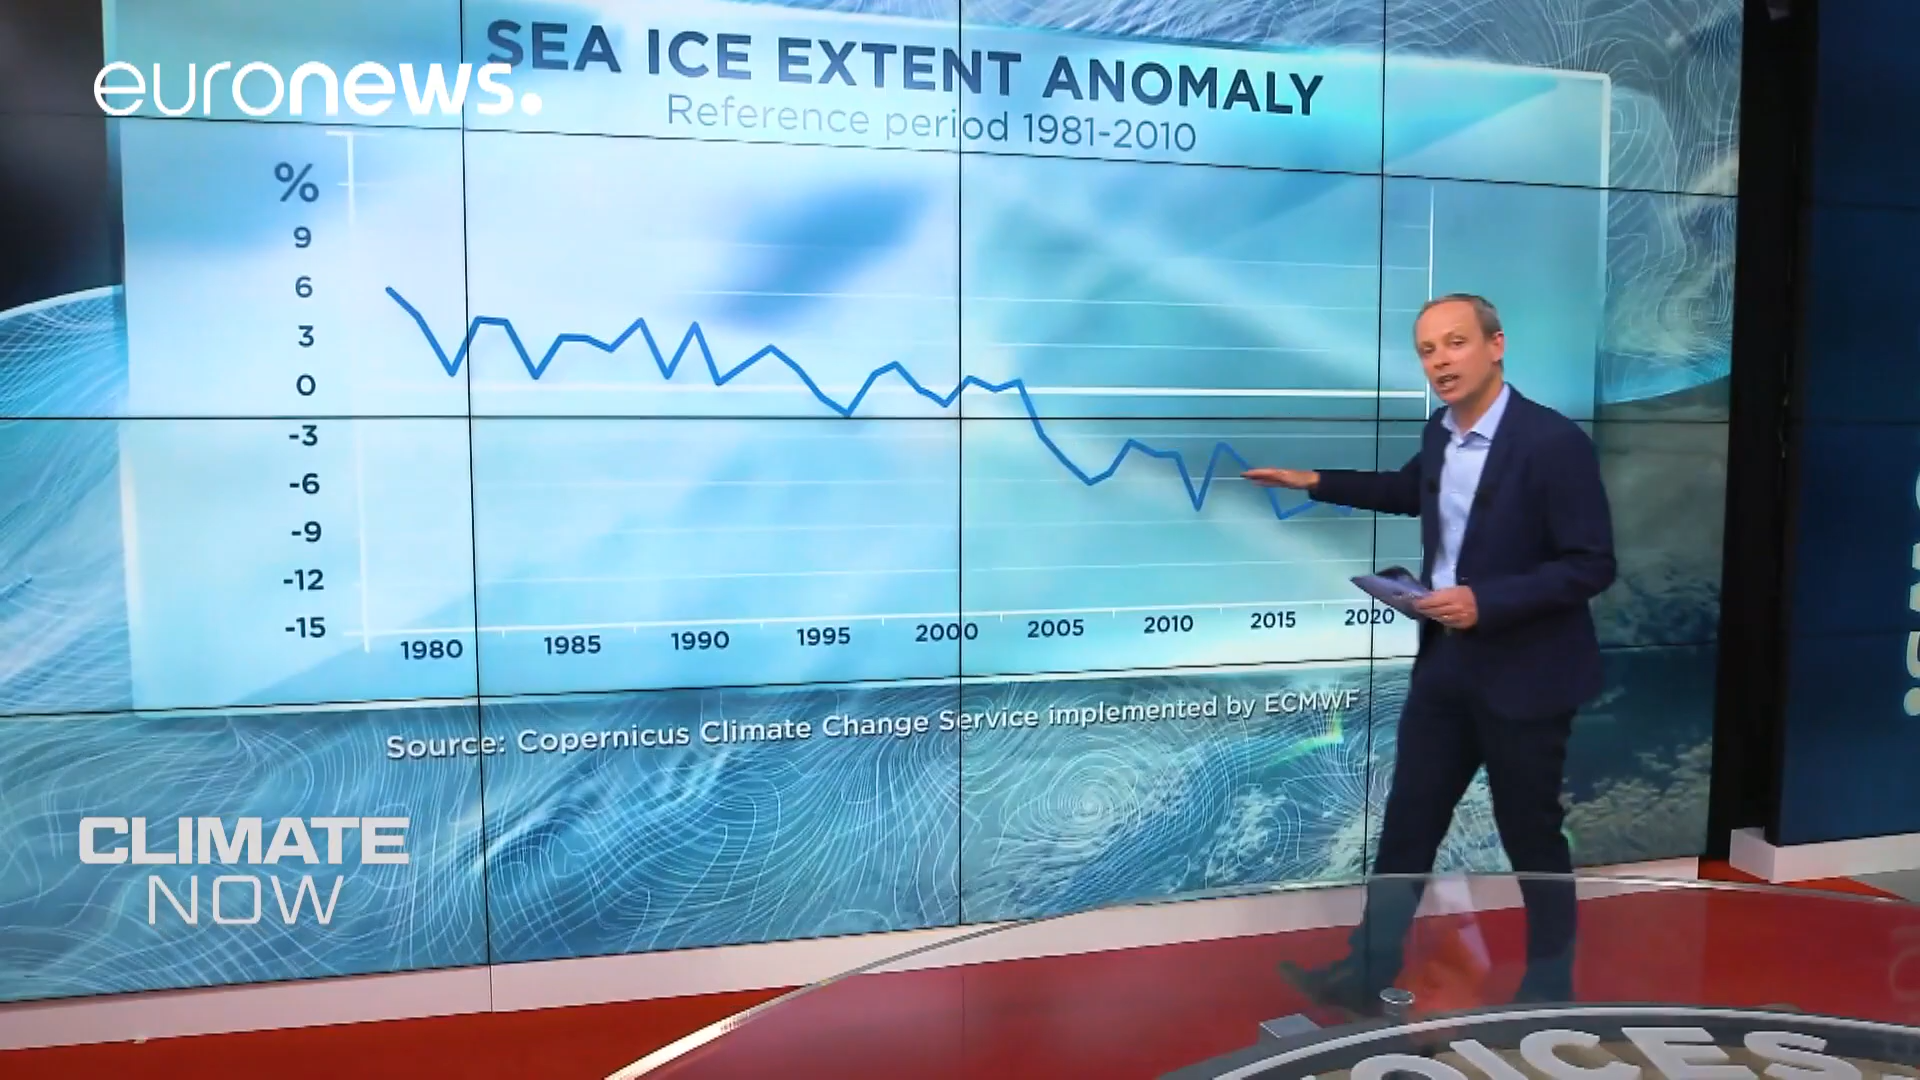 SEA ICE EXTENT ANOMALY
euronews.
Reference period 1981-2010
%
9
6
3
0
-3
-6
-9
-12
-15
1980 1985 1990 1995 2000 2005 2010 2015 2020
Source: Copernicus Climate Change Service implemented by ECMWF
CLIMATE
NOW